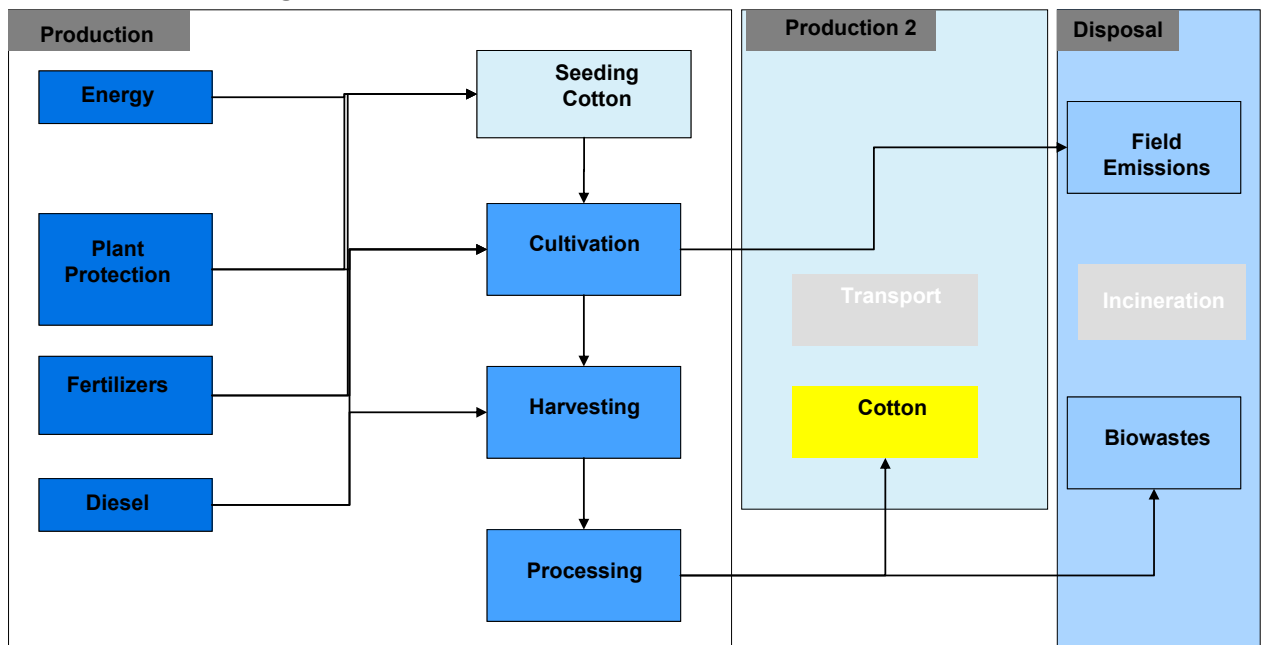 Production
Production 2
Disposal
Energy
Seeding
Cotton
Field
Emissions
Plant
Protection
Cultivation
Transport
Incineration
Fertilizers
Harvesting
Cotton
Biowastes
Diesel
Processing